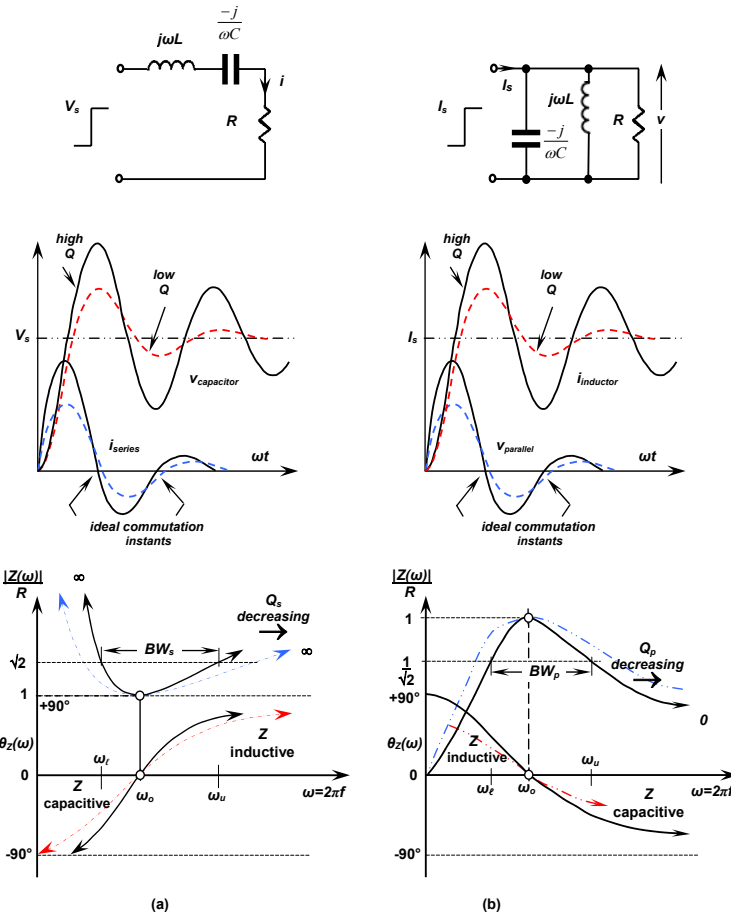 −j
ωC
jωL
V_s
i
R
I_s
I_s
jωL
−j
ωC
R
v
high
Q
low
Q
V_s
v_capacitor
i_series
ωt
ideal commutation
instants
high
Q
low
Q
I_s
i_inductor
v_parallel
ωt
ideal commutation
instants
|Z(ω)|
R
∞
Q_s
decreasing
BW_s
∞
√2
1
+90°
θ_Z(ω)
Z
inductive
ω_ℓ
0
Z
capacitive
ω_o
ω_u
ω=2πf
-90°
(a)
|Z(ω)|
R
1
1
√2
BW_p
Q_p
decreasing
+90°
0
θ_Z(ω)
Z
inductive
ω_u
0
ω_ℓ
ω_o
Z
capacitive
ω=2πf
-90°
(b)